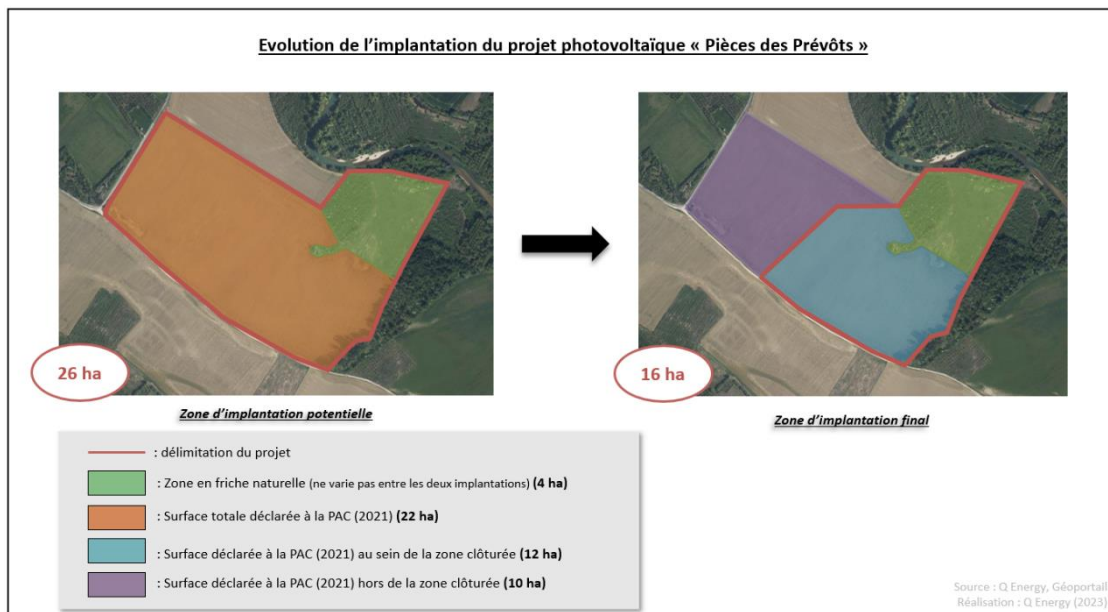 Evolution de l'implantation du projet photovoltaïque « Pièces des Prévôts »
26 ha
16 ha
Zone d'implantation potentielle
Zone d'implantation final
: délimitation du projet
: Zone en friche naturelle (ne varie pas entre les deux implantations) (4 ha)
: Surface totale déclarée à la PAC (2021) (22 ha)
: Surface déclarée à la PAC (2021) au sein de la zone clôturée (12 ha)
: Surface déclarée à la PAC (2021) hors de la zone clôturée (10 ha)
Source : Q Energy, Géoportail
Réalisation : Q Energy (2023)